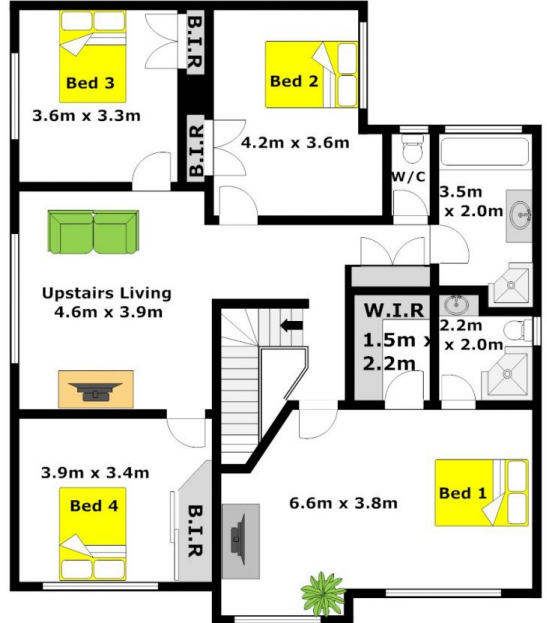 B.I.R
Bed 3
3.6m x 3.3m
Bed 2
4.2m x 3.6m
B.I.R
W/C
3.5m
x 2.0m
Upstairs Living
4.6m x 3.9m
W.I.R
1.5m x
2.2m
2.2m
x 2.0m
3.9m x 3.4m
Bed 4
B.I.R
6.6m x 3.8m
Bed 1